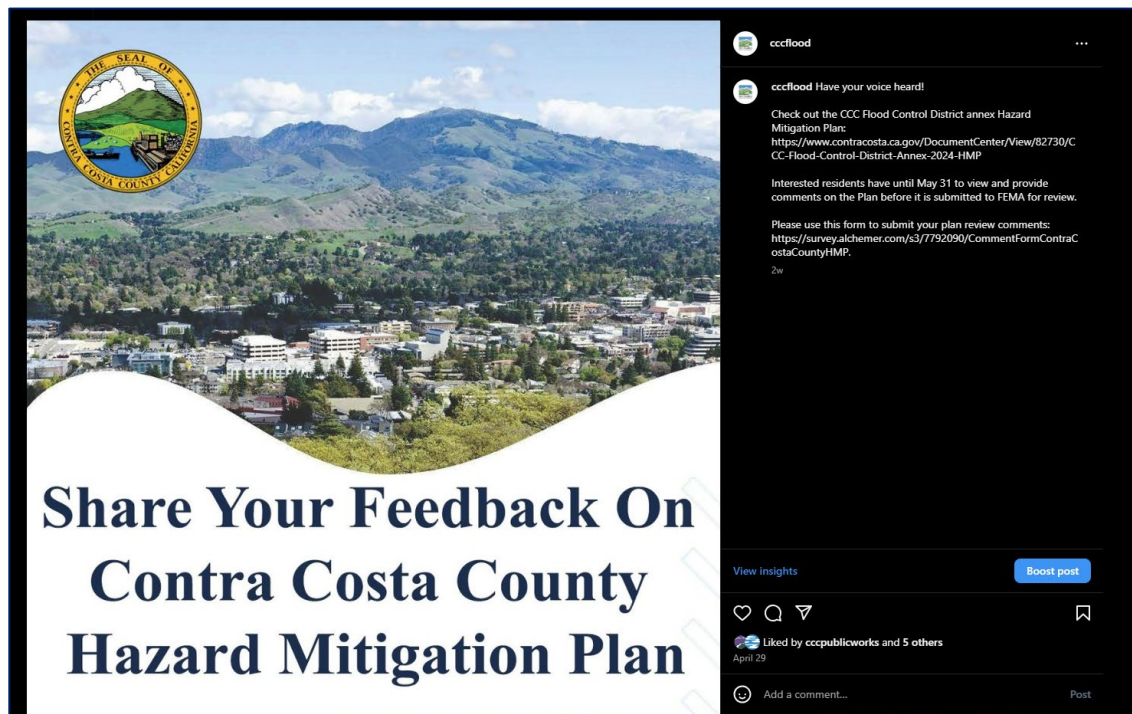 THE SEAL OF
CONTRA COSTA COUNTY CALIFORNIA
Share Your Feedback On
Contra Costa County
Hazard Mitigation Plan
cccflood
cccflood Have your voice heard!
Check out the CCC Flood Control District annex Hazard
Mitigation Plan:
https://www.contracosta.ca.gov/DocumentCenter/View/82730/C
CC-Flood-Control-District-Annex-2024-HMP
Interested residents have until May 31 to view and provide
comments on the Plan before it is submitted to FEMA for review.
Please use this form to submit your plan review comments:
https://survey.alchemer.com/s3/7792090/CommentFormContraC
ostaCountyHMP.
2w
View insights
Boost post
Liked by cccpublicworks and 5 others
April 29
Add a comment...
Post